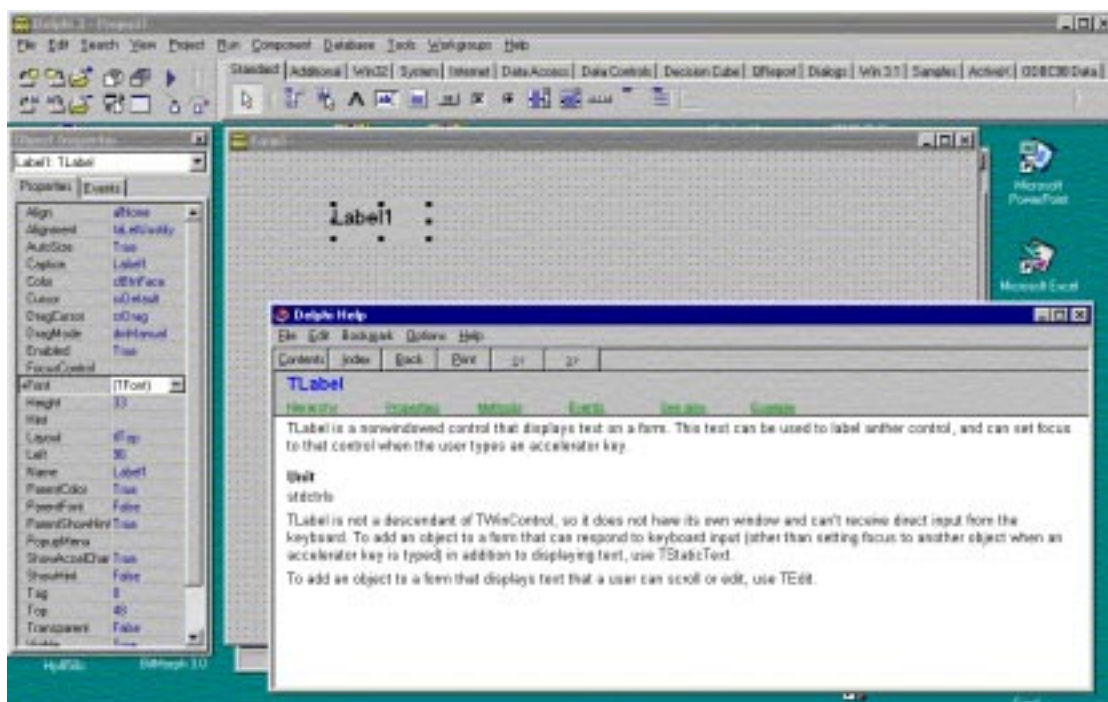 Delphi 3 - Project1
File Edit Search View Project Run Component Database Tools Workgroups Help
Standard Additional Win32 System Internet Data Access Data Controls Decision Cube QReport Dialogs Win 3.1 Samples ActiveX
Label1: TLabel
Properties Events
Align alNone
Alignment
AutoSize True
Caption Label1
Color clBtnFace
Cursor crDefault
DragCursor crDrag
DragMode dmManual
Enabled True
FocusControl
+Font (TFont)
Height 33
Hint
Layout tlTop
Left 96
Name Label1
ParentColor True
ParentFont False
ParentShowHint True
PopupMenu
ShowAccelChar True
ShowHint False
Tag 0
Top 48
Transparent False
Visible True
Label1
Microsoft PowerPoint
Microsoft Excel
Delphi Help
File Edit Bookmark Options Help
Contents Index Back Print << >>
TLabel
Hierarchy Properties Methods Events See also Example
TLabel is a nonwindowed control that displays text on a form. This text can be used to label anther control, and can set focus
to that control when the user types an accelerator key.
Unit
stdctrls
TLabel is not a descendant of TWinControl, so it does not have its own window and can't receive direct input from the
keyboard. To add an object to a form that can respond to keyboard input (other than setting focus to another object when an
accelerator key is typed) in addition to displaying text, use TStaticText.
To add an object to a form that displays text that a user can scroll or edit, use TEdit.
BitMorph 3.0